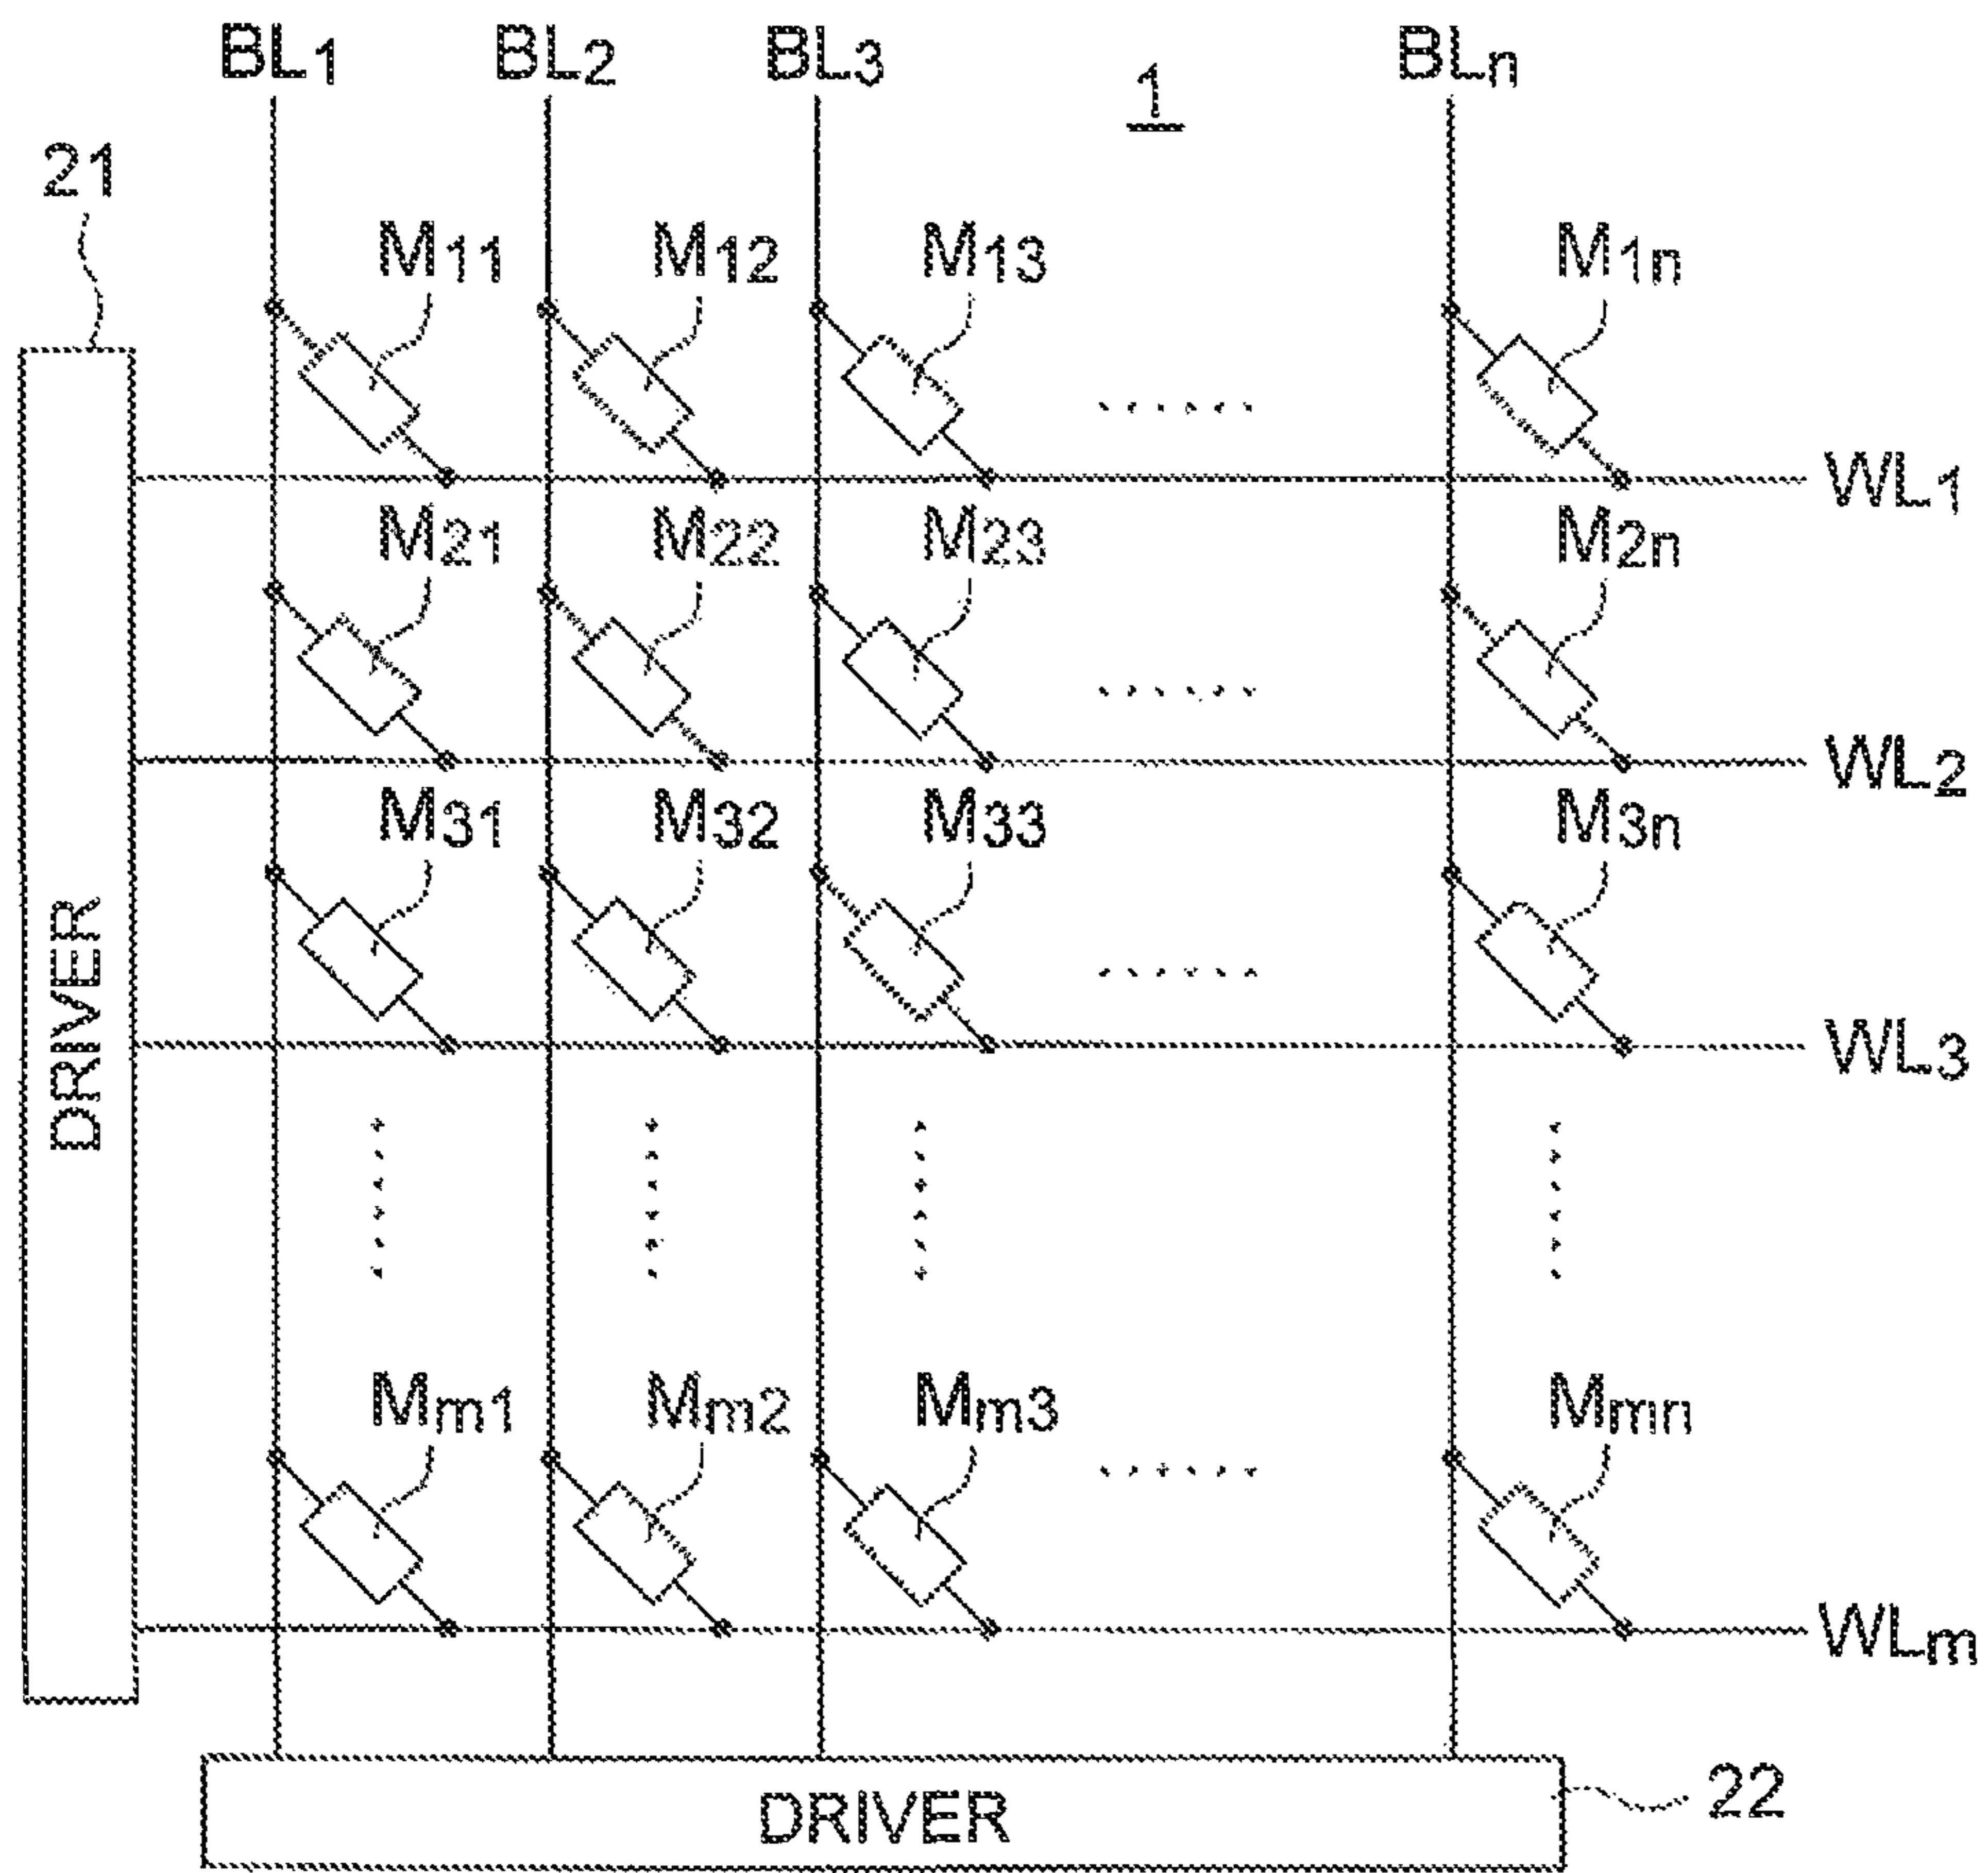 BL1 BL2 BL3 1 BLn
21
M11 M12 M13 M1n
WL1
M21 M22 M23 M2n
WL2
M31 M32 M33 M3n
WL3
DRIVER
Mm1 Mm2 Mm3 Mmn
WLm
DRIVER 22